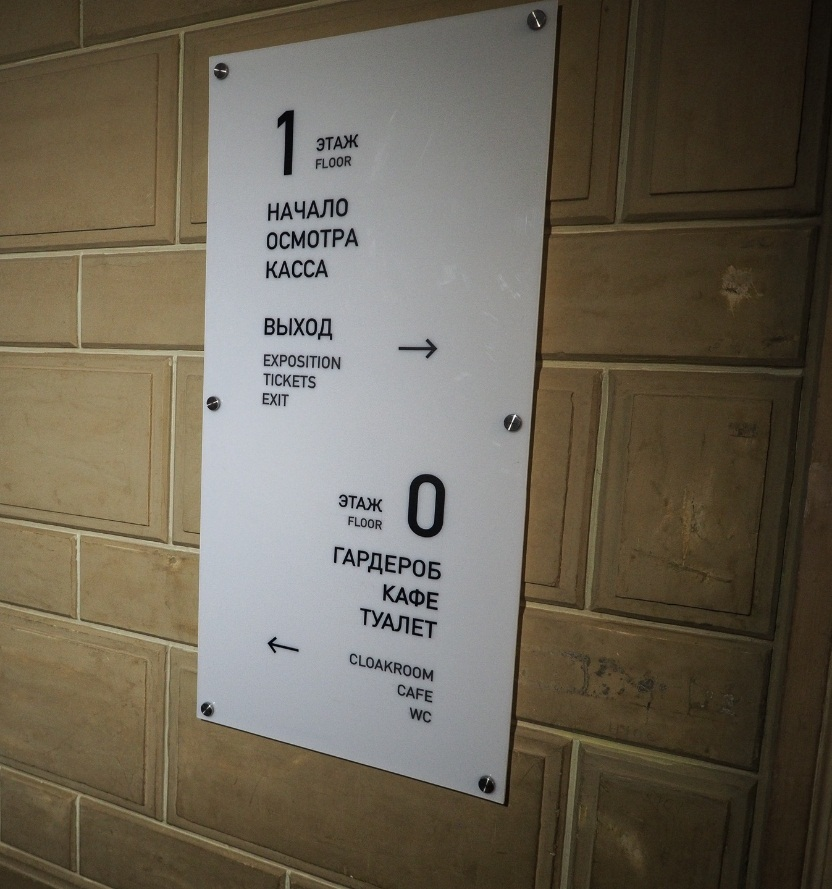 1 ЭТАЖ
FLOOR
НАЧАЛО
ОСМОТРА
КАССА
ВЫХОД
→
EXPOSITION
TICKETS
EXIT
ЭТАЖ 0
FLOOR
ГАРДЕРОБ
КАФЕ
ТУАЛЕТ
←
CLOAKROOM
CAFE
WC